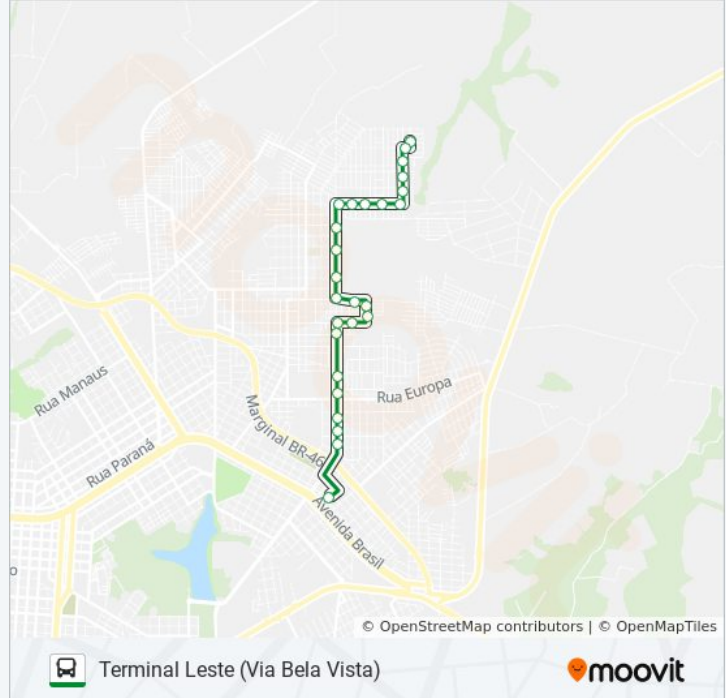 Rua Manaus
Rua Europa
Marginal BR-46
Rua Paraná
Avenida Brasil
o
© OpenStreetMap contributors | © OpenMapTiles
Terminal Leste (Via Bela Vista)
moovit